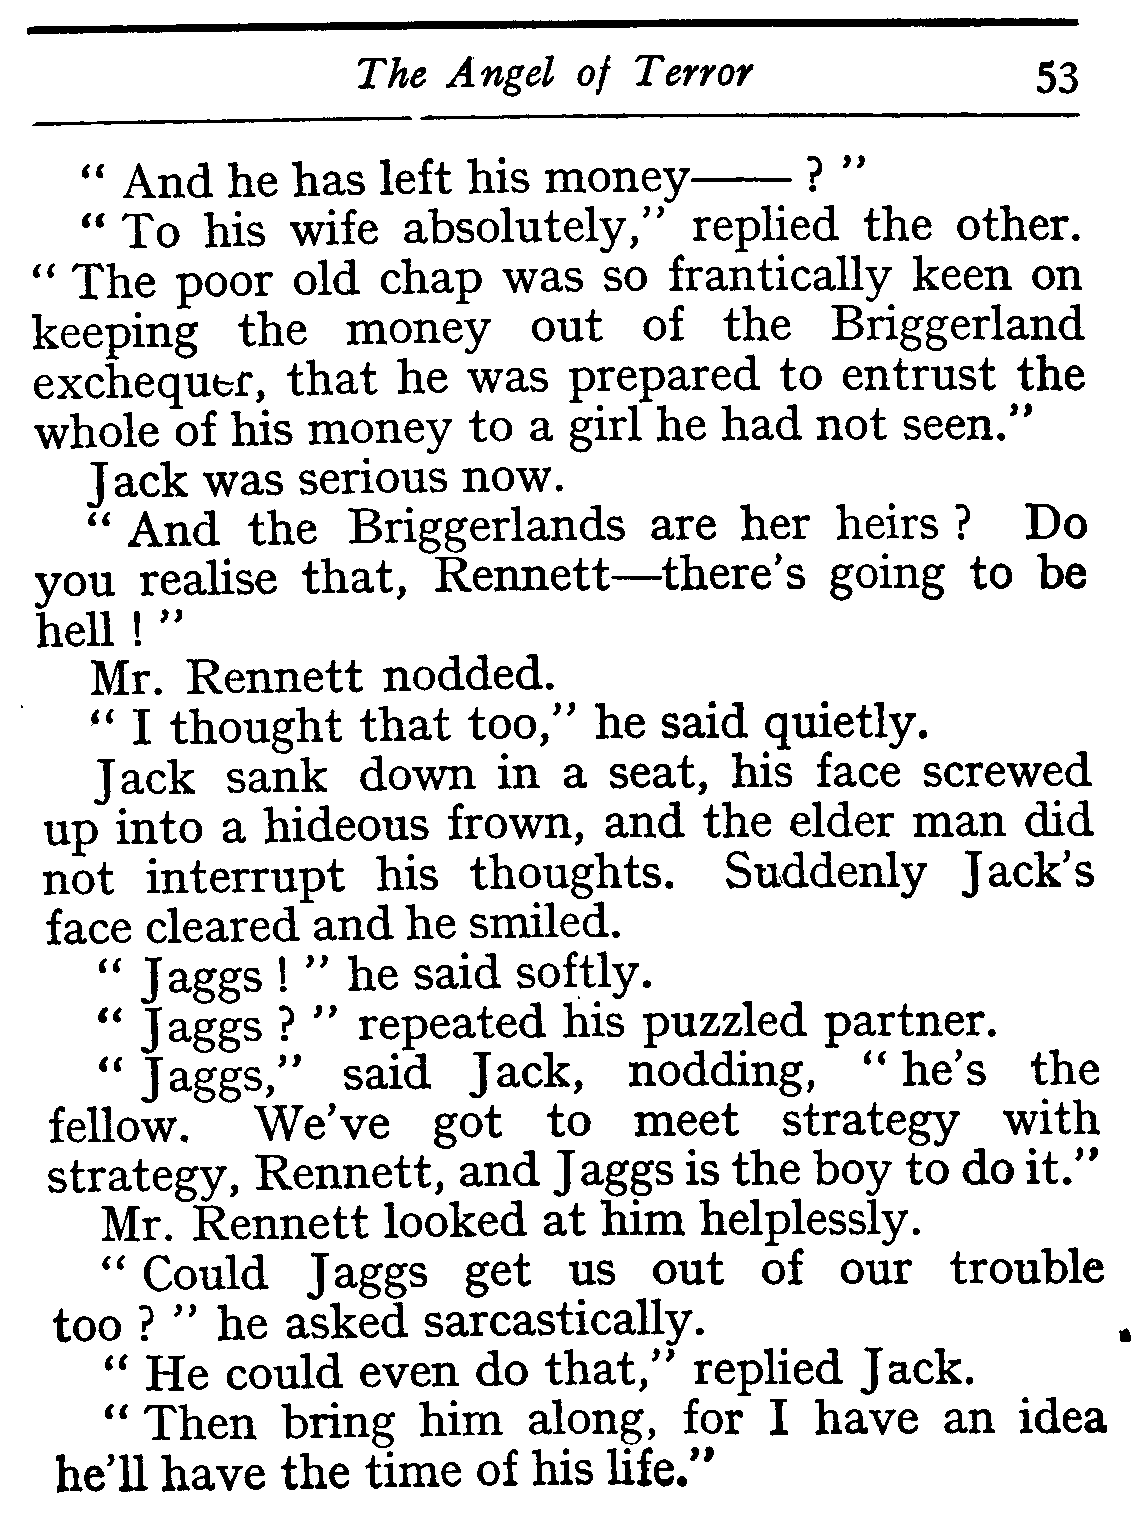 The Angel of Terror 53
“ And he has left his money—— ? ”
“ To his wife absolutely,” replied the other.
“ The poor old chap was so frantically keen on
keeping the money out of the Briggerland
exchequer, that he was prepared to entrust the
whole of his money to a girl he had not seen.”
Jack was serious now.
“ And the Briggerlands are her heirs ? Do
you realise that, Rennett—there’s going to be
hell ! ”
Mr. Rennett nodded.
“ I thought that too,” he said quietly.
Jack sank down in a seat, his face screwed
up into a hideous frown, and the elder man did
not interrupt his thoughts. Suddenly Jack’s
face cleared and he smiled.
“ Jaggs ! ” he said softly.
“ Jaggs ? ” repeated his puzzled partner.
“ Jaggs,” said Jack, nodding, “ he’s the
fellow. We’ve got to meet strategy with
strategy, Rennett, and Jaggs is the boy to do it.”
Mr. Rennett looked at him helplessly.
“ Could Jaggs get us out of our trouble
too ? ” he asked sarcastically.
“ He could even do that,” replied Jack.
“ Then bring him along, for I have an idea
he’ll have the time of his life.”